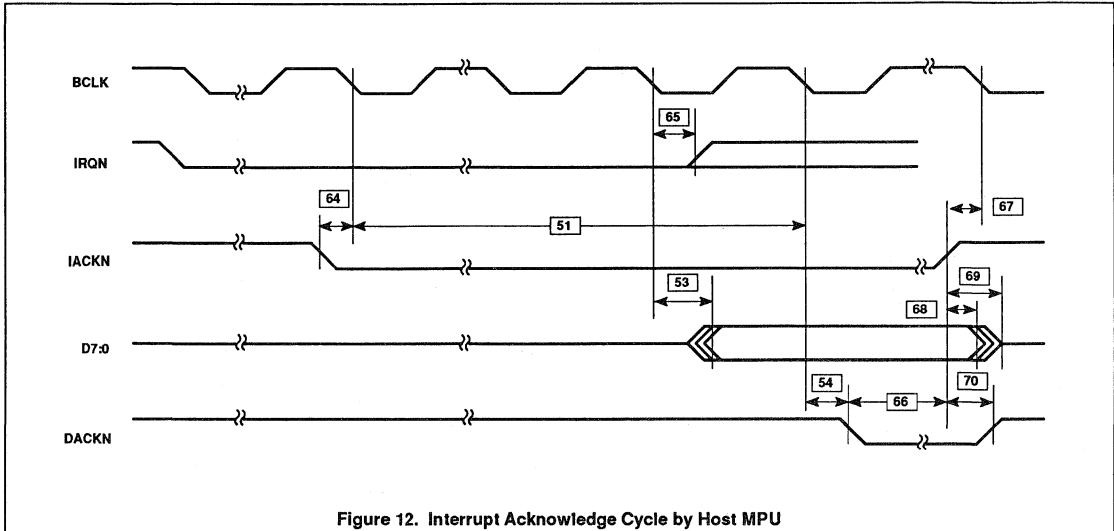 BCLK
65
IRQN
64
67
51
IACKN
53
69
68
D7:0
54
66
70
DACKN
Figure 12. Interrupt Acknowledge Cycle by Host MPU